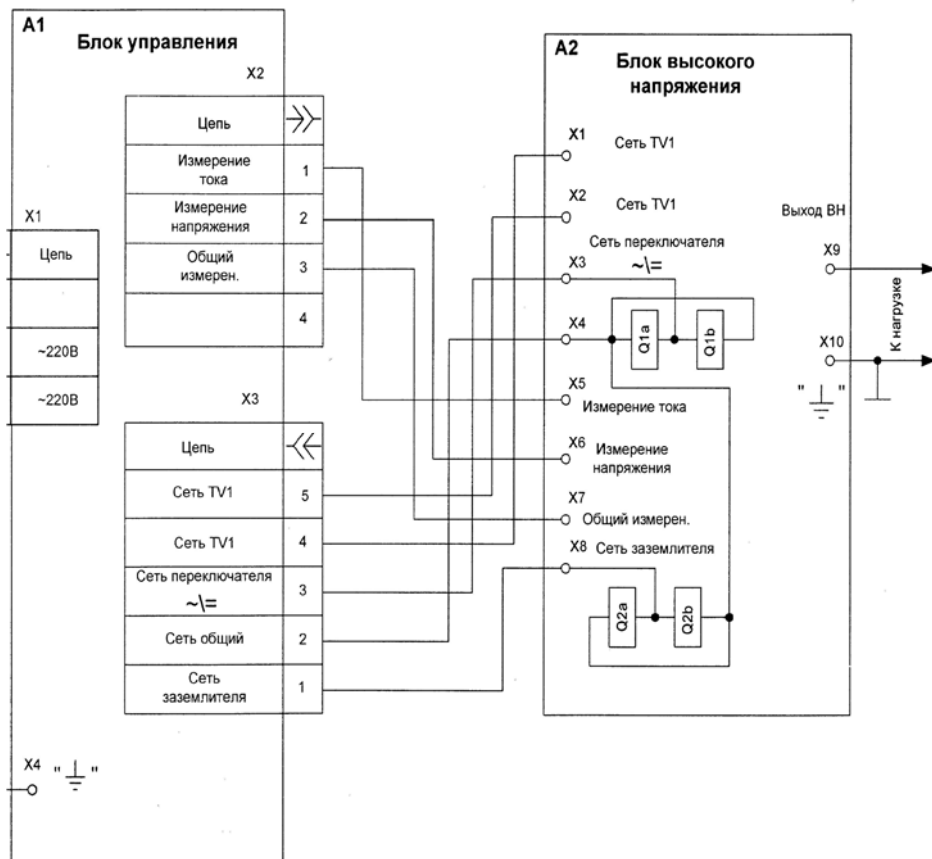 А1
Блок управления
X2
Цепь
Измерение
тока
1
Измерение
напряжения
2
Общий
измерен.
3
4
X1
Цепь
~220В
~220В
X3
Цепь
Сеть TV1
5
Сеть TV1
4
Сеть переключателя
~\=
3
Сеть общий
2
Сеть
заземлителя
1
X4
" "
А2
Блок высокого
напряжения
X1
Сеть TV1
X2
Сеть TV1
Сеть переключателя
X3
~\=
X4
Q1a
Q1b
X5
Измерение тока
X6
Измерение
напряжения
X7
Общий измерен.
X8
Сеть заземлителя
Q2a
Q2b
Выход ВН
X9
К нагрузке
X10
" "